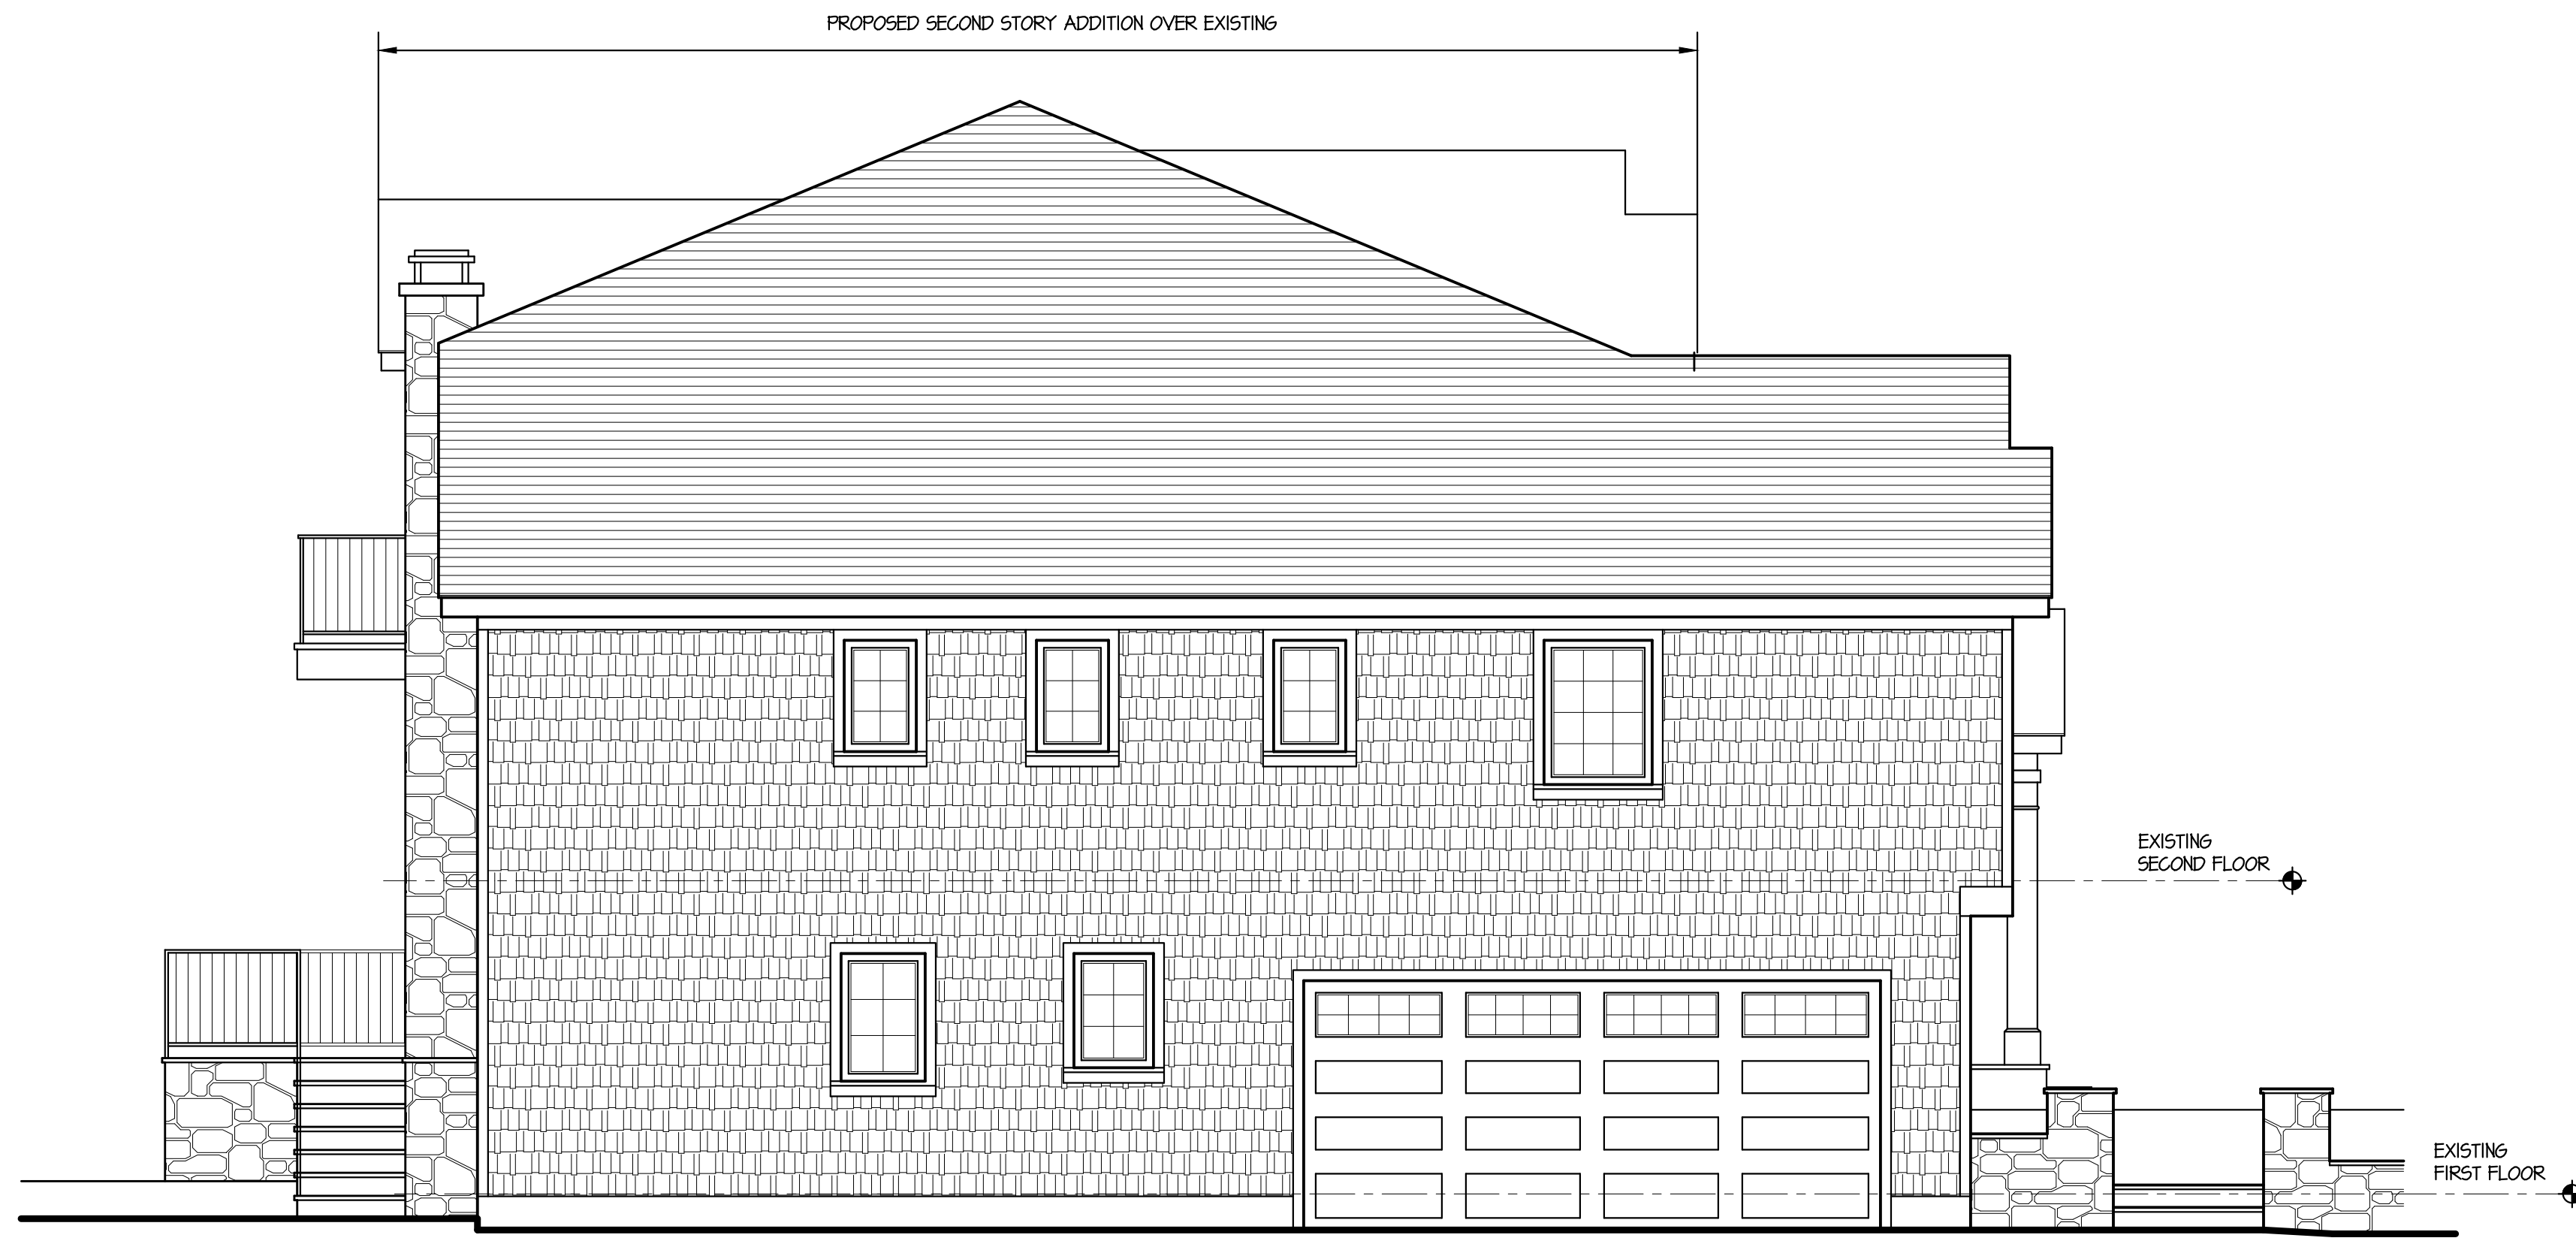 PROPOSED SECOND STORY ADDITION OVER EXISTING
EXISTING
SECOND FLOOR
EXISTING
FIRST FLOOR